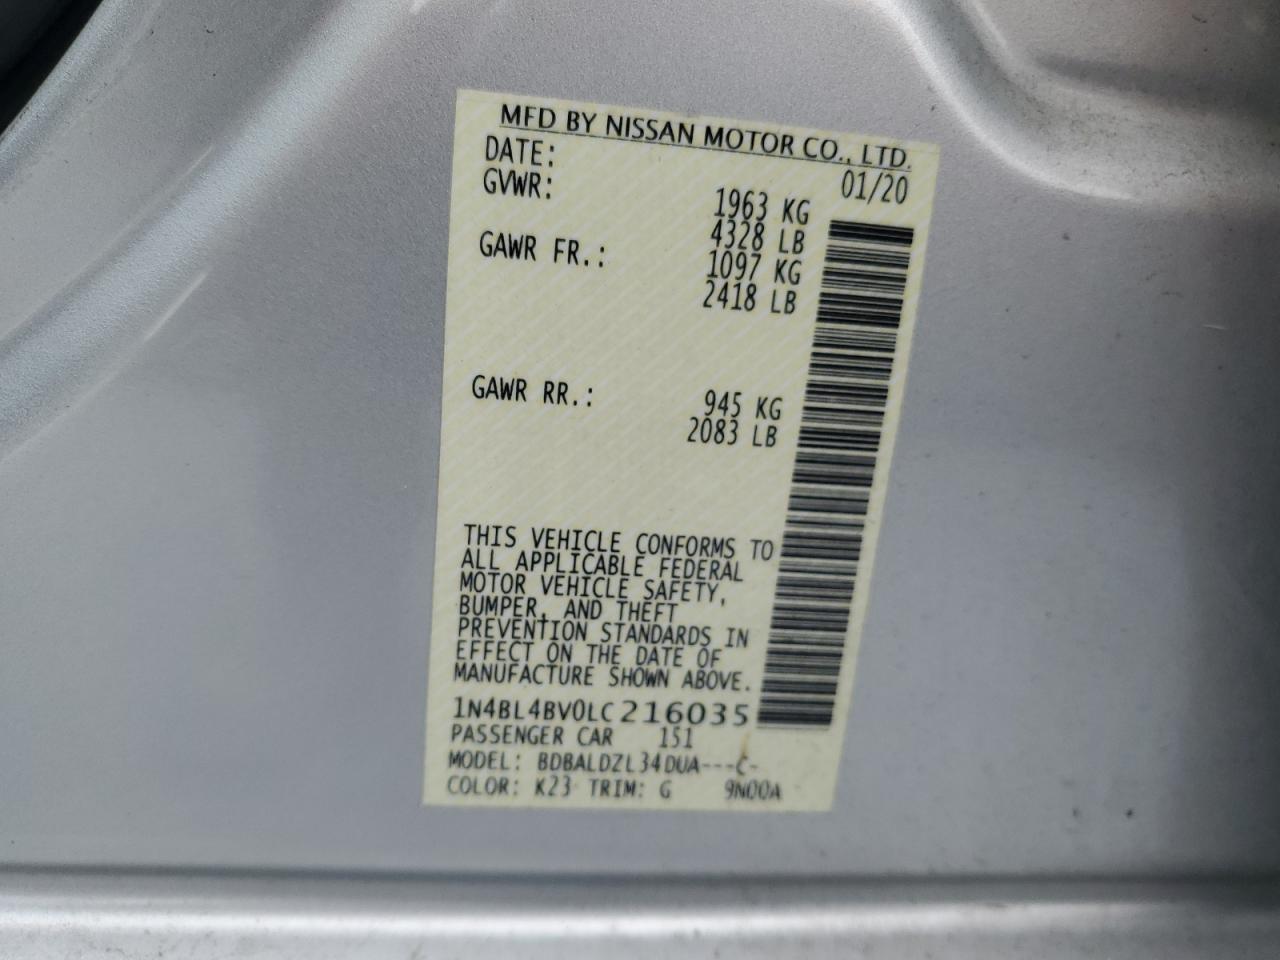 MFD BY NISSAN MOTOR CO., LTD.
DATE: 01/20
GVWR: 1963 KG
4328 LB
GAWR FR.: 1097 KG
2418 LB
GAWR RR.: 945 KG
2083 LB
THIS VEHICLE CONFORMS TO
ALL APPLICABLE FEDERAL
MOTOR VEHICLE SAFETY,
BUMPER, AND THEFT
PREVENTION STANDARDS IN
EFFECT ON THE DATE OF
MANUFACTURE SHOWN ABOVE.
1N4BL4BV0LC216035
PASSENGER CAR 151
MODEL: BDBALDZL34DUA---C-
COLOR: K23 TRIM: G 9N00A